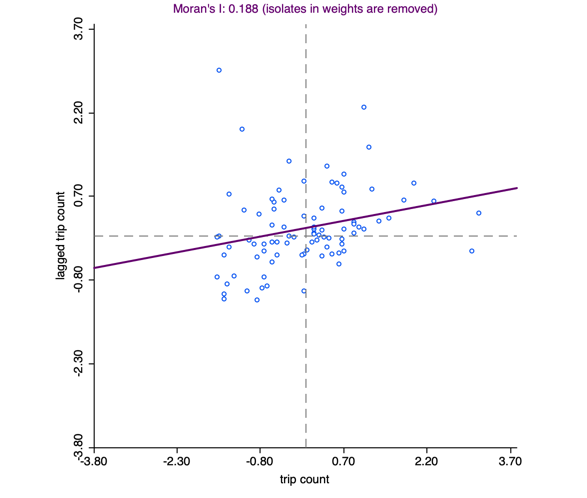 Moran's I: 0.188 (isolates in weights are removed)
3.70
2.20
0.70
-0.80
-2.30
-3.80
lagged trip count
-3.80 -2.30 -0.80 0.70 2.20 3.70
trip count